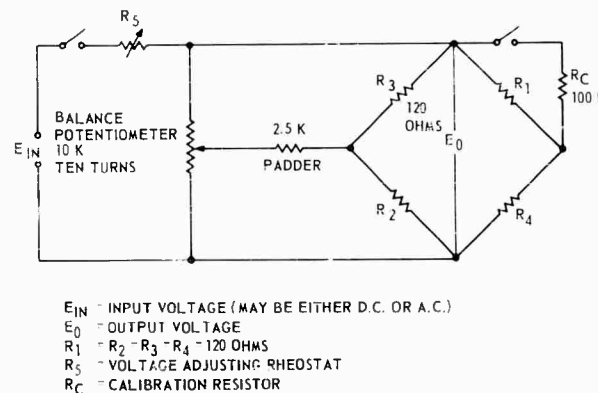 R5
BALANCE
POTENTIOMETER
10 K
TEN TURNS
EIN
2.5 K
PADDER
R3
120
OHMS
E0
R1
RC
100
R2
R4
EIN - INPUT VOLTAGE (MAY BE EITHER D.C. OR A.C.)
E0 - OUTPUT VOLTAGE
R1 - R2 - R3 - R4 - 120 OHMS
R5 - VOLTAGE ADJUSTING RHEOSTAT
RC - CALIBRATION RESISTOR